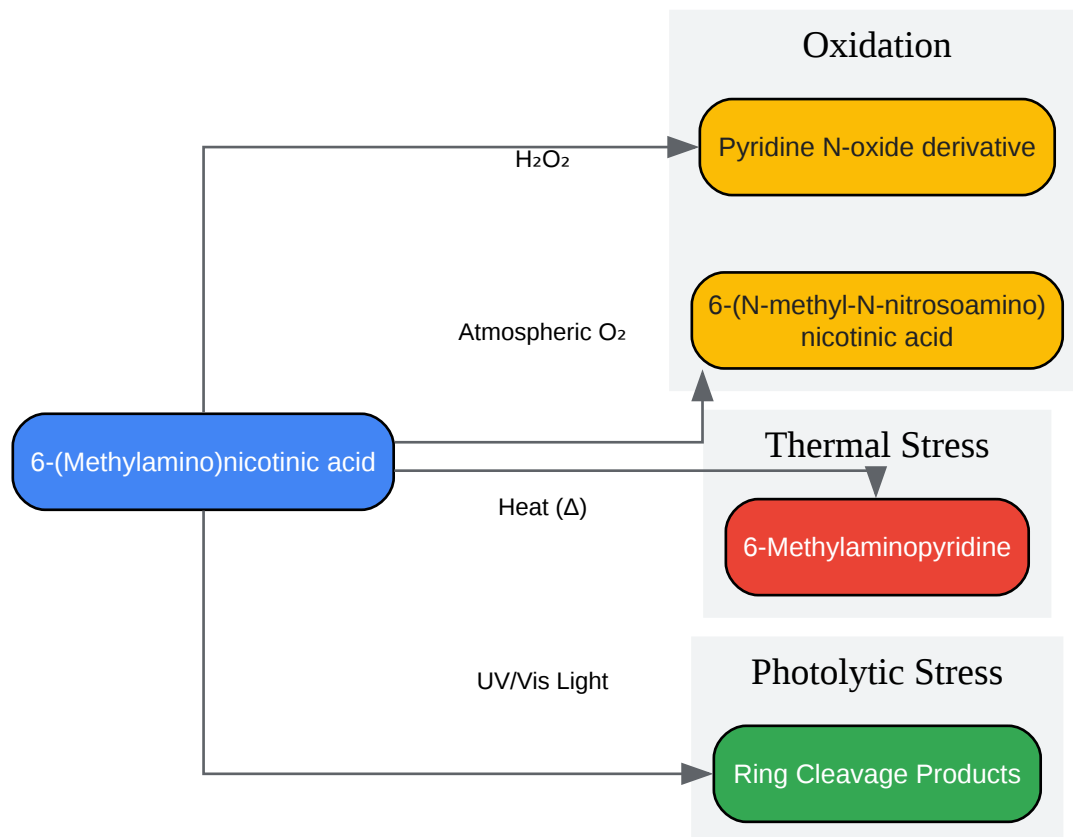 Oxidation
Pyridine N-oxide derivative
H₂O₂
6-(N-methyl-N-nitrosoamino)
nicotinic acid
Atmospheric O₂
6-(Methylamino)nicotinic acid
Thermal Stress
Heat (Δ)
6-Methylaminopyridine
Photolytic Stress
UV/Vis Light
Ring Cleavage Products